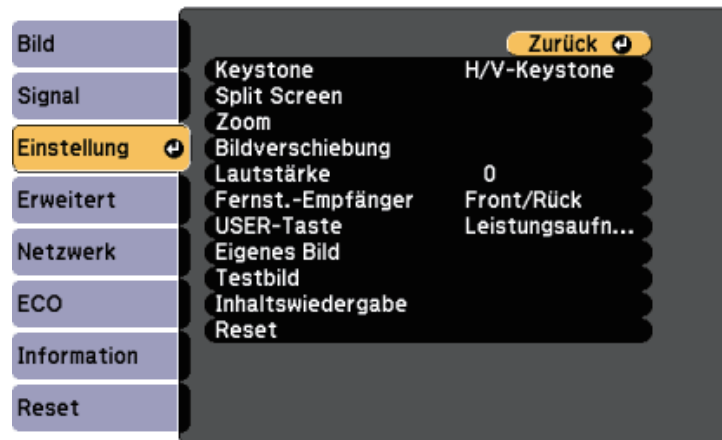 Bild
Signal
Einstellung
Erweitert
Netzwerk
ECO
Information
Reset
Zurück
Keystone H/V-Keystone
Split Screen
Zoom
Bildverschiebung
Lautstärke 0
Fernst.-Empfänger Front/Rück
USER-Taste Leistungsaufn...
Eigenes Bild
Testbild
Inhaltswiedergabe
Reset